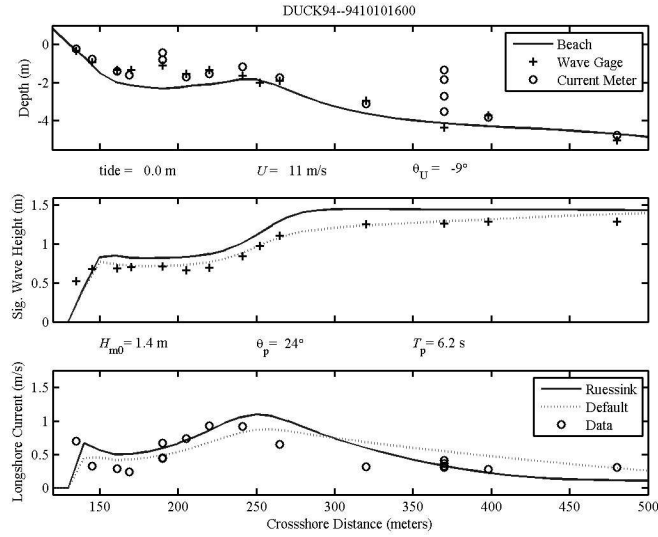 DUCK94--9410101600
Depth (m)
0
-2
-4
Beach
Wave Gage
Current Meter
tide = 0.0 m
U = 11 m/s
θU = -9°
Sig. Wave Height (m)
1.5
1
0.5
0
Hm0 = 1.4 m
θp = 24°
Tp = 6.2 s
Longshore Current (m/s)
1.5
1
0.5
0
Ruessink
Default
Data
150 200 250 300 350 400 450 500
Crossshore Distance (meters)